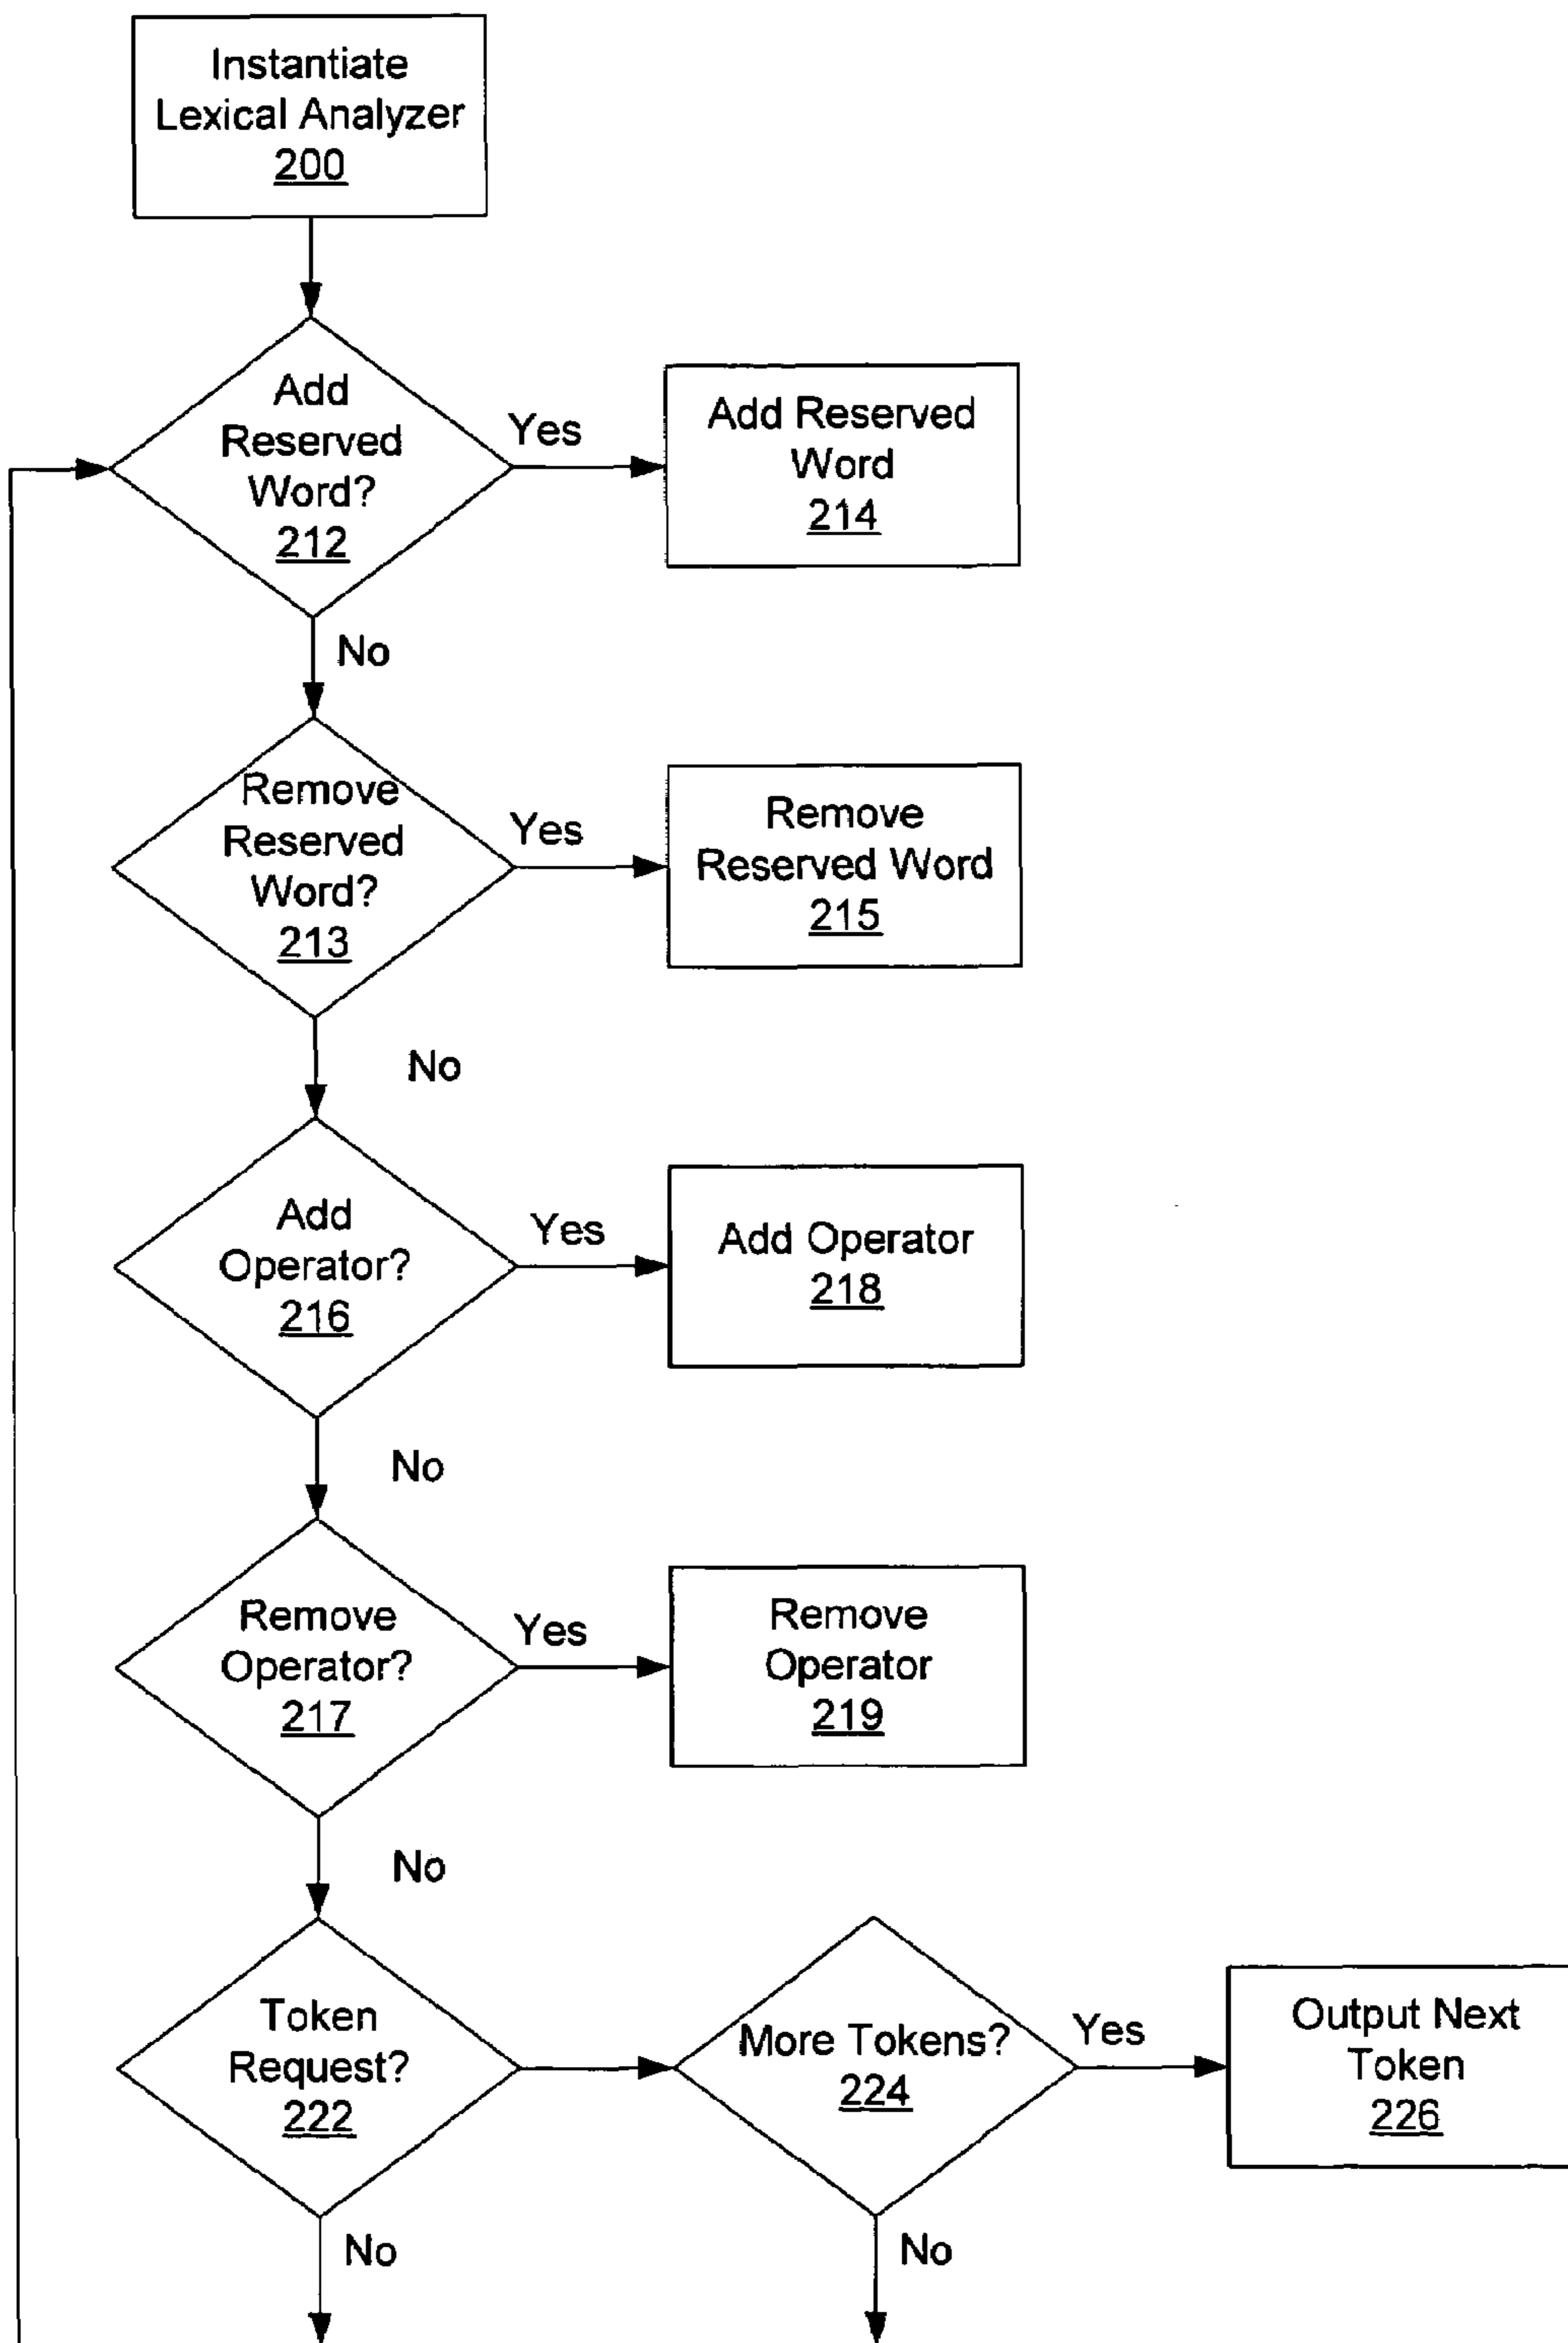 Instantiate
Lexical Analyzer
200
Add
Reserved
Word?
212
Yes
Add Reserved
Word
214
No
Remove
Reserved
Word?
213
Yes
Remove
Reserved Word
215
No
Add
Operator?
216
Yes
Add Operator
218
No
Remove
Operator?
217
Yes
Remove
Operator
219
No
Token
Request?
222
More Tokens?
224
Yes
Output Next
Token
226
No
No